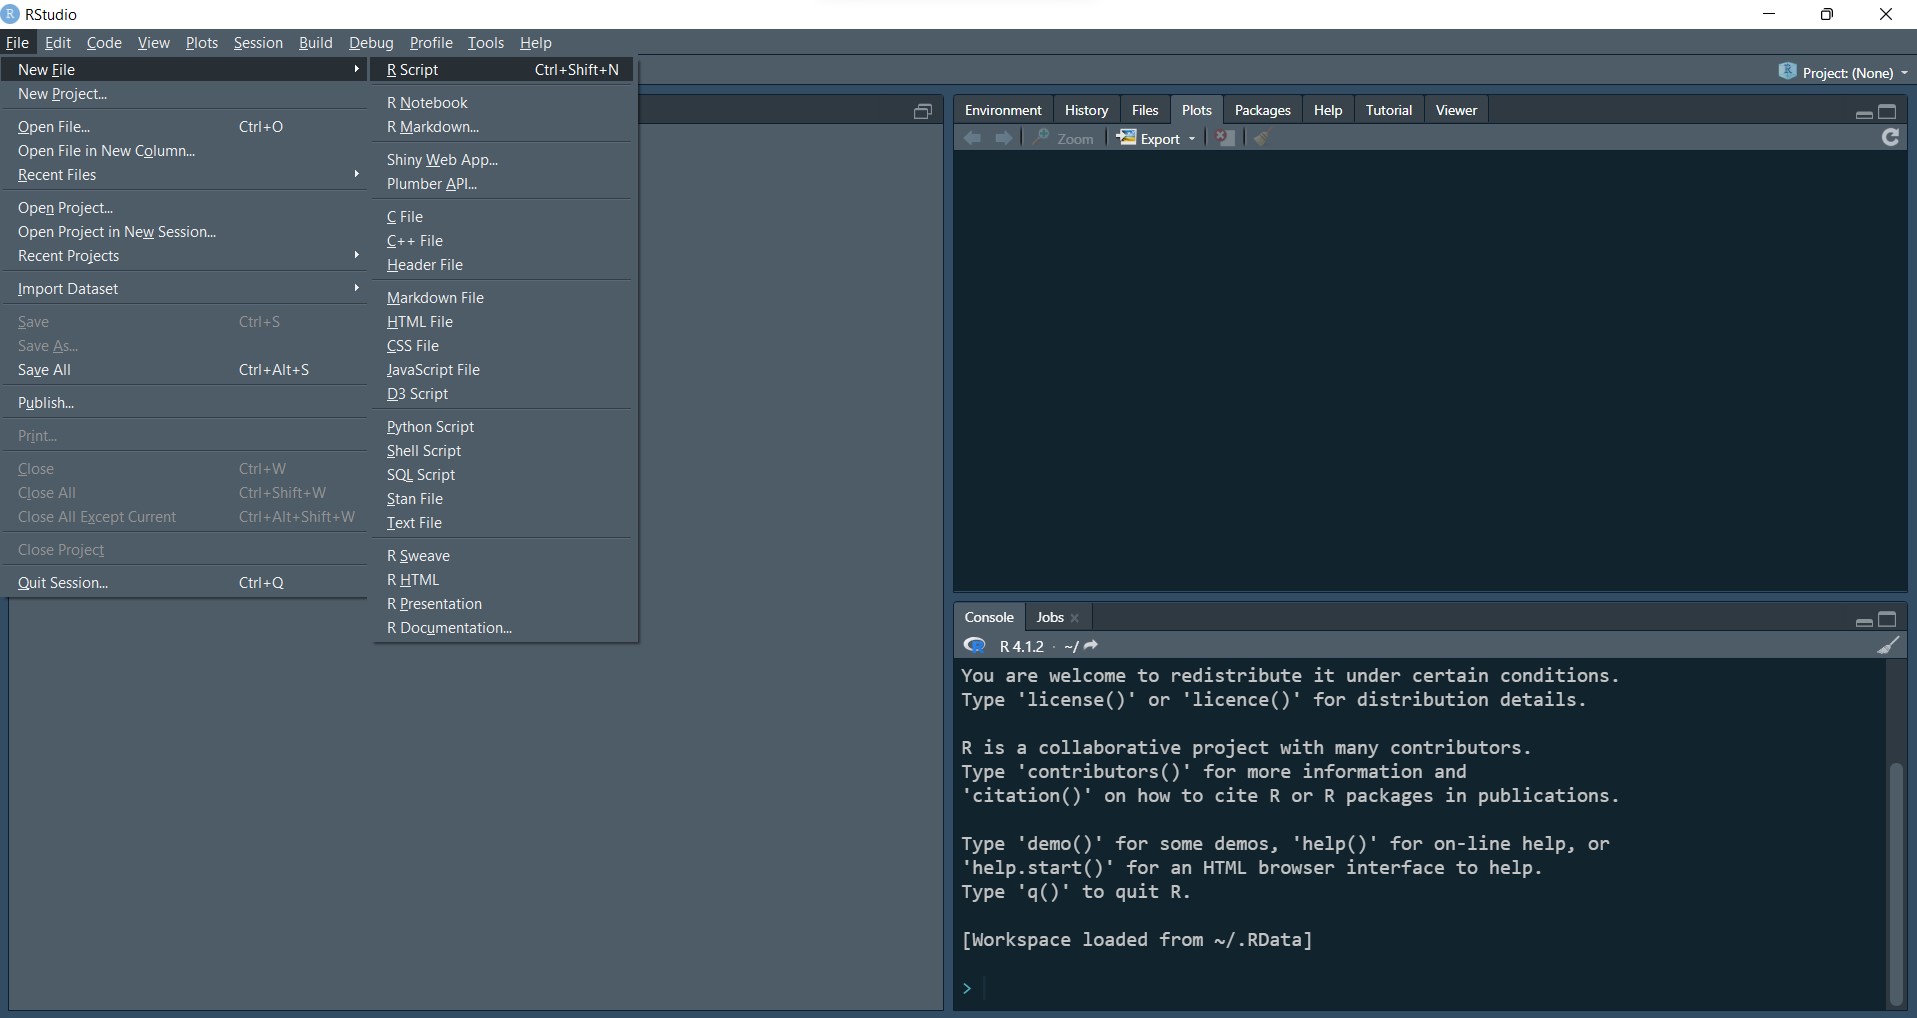 RStudio
File Edit Code View Plots Session Build Debug Profile Tools Help
New File
New Project...
Open File... Ctrl+O
Open File in New Column...
Recent Files
Open Project...
Open Project in New Session...
Recent Projects
Import Dataset
Save Ctrl+S
Save As...
Save All Ctrl+Alt+S
Publish...
Print...
Close Ctrl+W
Close All Ctrl+Shift+W
Close All Except Current Ctrl+Alt+Shift+W
Close Project
Quit Session... Ctrl+Q
R Script Ctrl+Shift+N
R Notebook
R Markdown...
Shiny Web App...
Plumber API...
C File
C++ File
Header File
Markdown File
HTML File
CSS File
JavaScript File
D3 Script
Python Script
Shell Script
SQL Script
Stan File
Text File
R Sweave
R HTML
R Presentation
R Documentation...
Project: (None)
Environment History Files Plots Packages Help Tutorial Viewer
Zoom Export
Console Jobs
R 4.1.2 · ~/
You are welcome to redistribute it under certain conditions.
Type 'license()' or 'licence()' for distribution details.
R is a collaborative project with many contributors.
Type 'contributors()' for more information and
'citation()' on how to cite R or R packages in publications.
Type 'demo()' for some demos, 'help()' for on-line help, or
'help.start()' for an HTML browser interface to help.
Type 'q()' to quit R.
[Workspace loaded from ~/.RData]
>